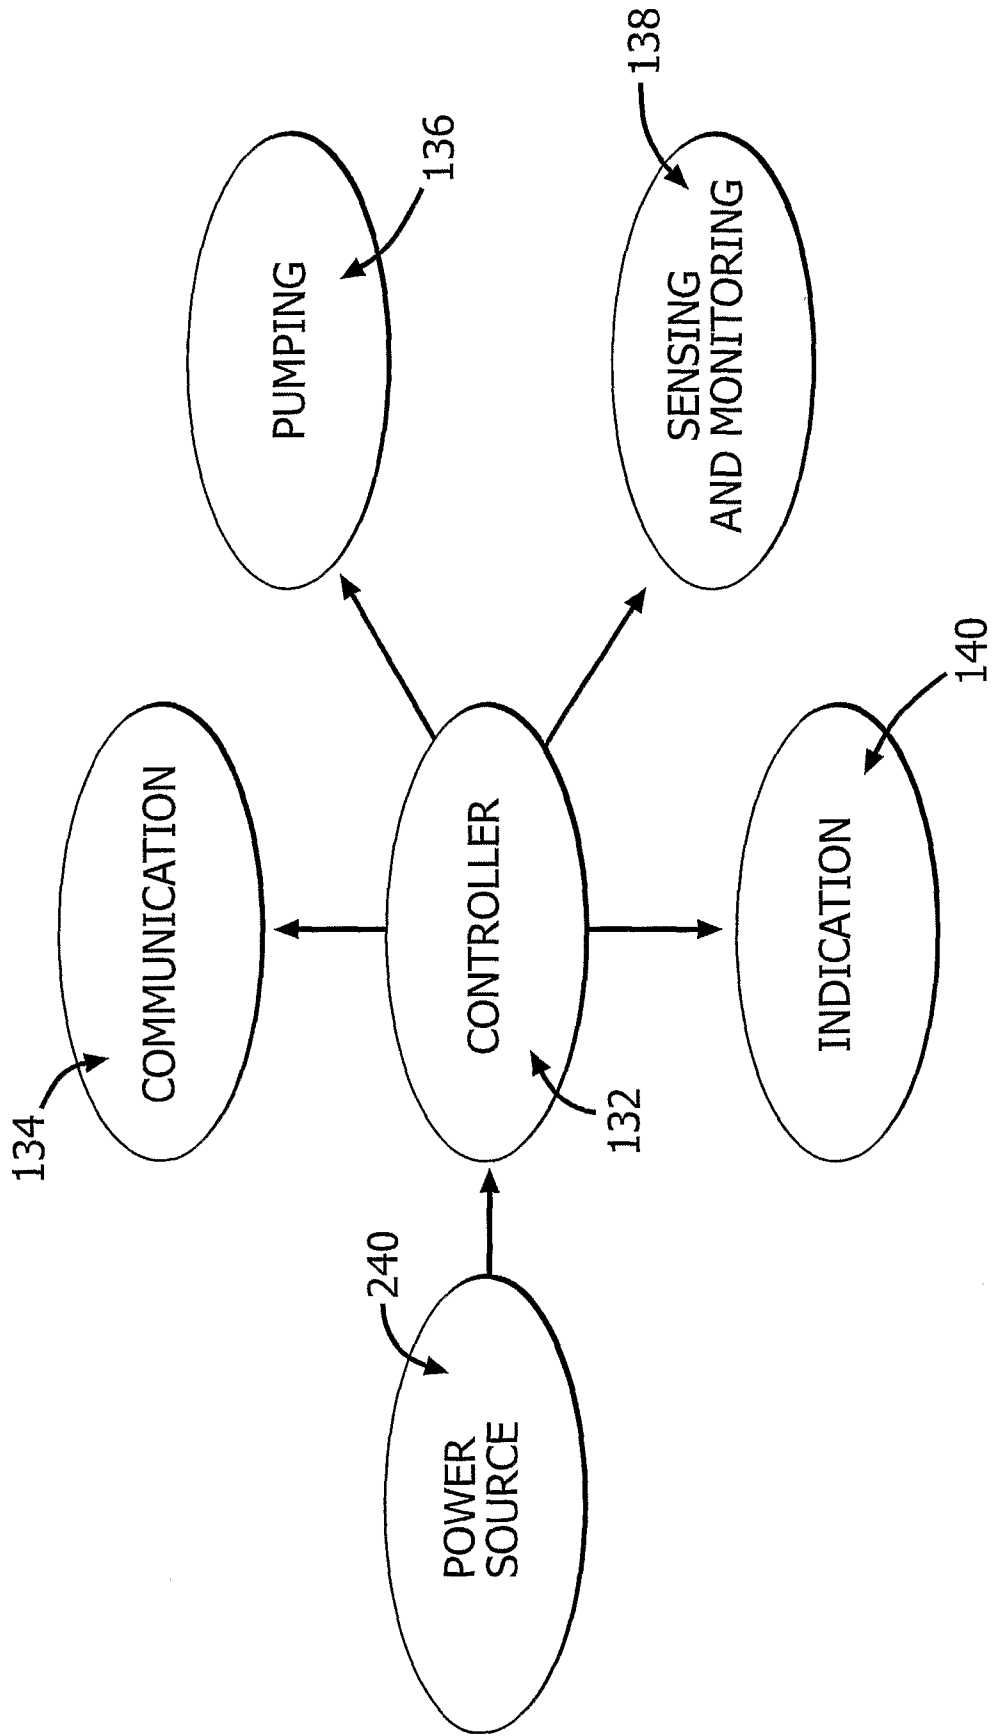 134
COMMUNICATION
136
PUMPING
240
POWER
SOURCE
132
CONTROLLER
138
SENSING
AND MONITORING
140
INDICATION